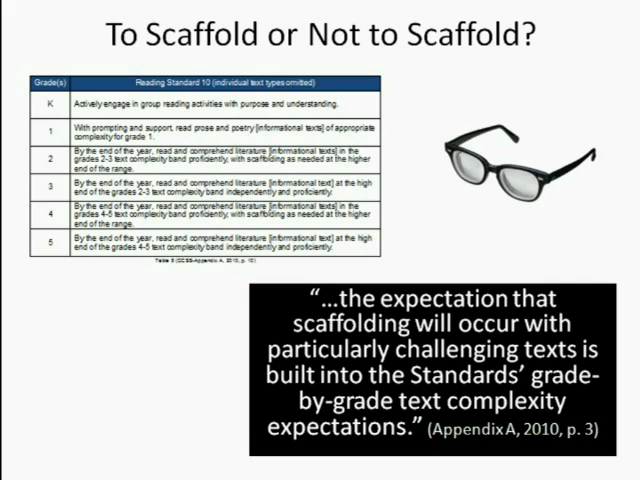 To Scaffold or Not to Scaffold?
Grade(s) Reading Standard 10 (individual text types omitted)
K Actively engage in group reading activities with purpose and understanding.
1 With prompting and support, read prose and poetry [informational texts] of appropriate
complexity for grade 1.
2 By the end of the year, read and comprehend literature [informational texts] in the
grades 2-3 text complexity band proficiently, with scaffolding as needed at the higher
end of the range.
3 By the end of the year, read and comprehend literature [informational text] at the high
end of the grades 2-3 text complexity band independently and proficiently.
4 By the end of the year, read and comprehend literature [informational texts] in the
grades 4-5 text complexity band proficiently, with scaffolding as needed at the higher
end of the range.
5 By the end of the year, read and comprehend literature [informational text] at the high
end of the grades 4-5 text complexity band independently and proficiently.
(CCSS-Appendix A, 2010, p. 10)
“…the expectation that
scaffolding will occur with
particularly challenging texts is
built into the Standards’ grade-
by-grade text complexity
expectations.” (Appendix A, 2010, p. 3)